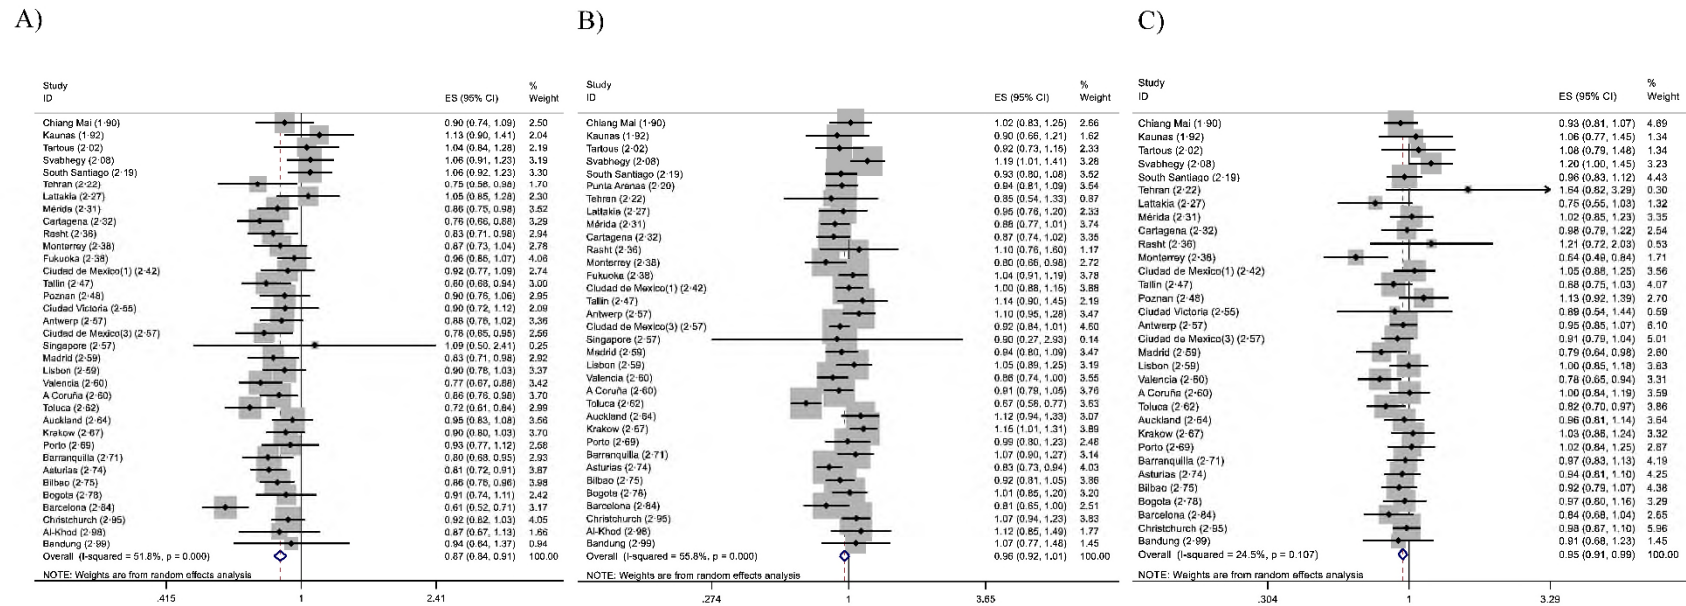 A)
Study
ID ES (95% CI) % Weight
Chiang Mai (1·90) 0.90 (0.74, 1.09) 2.50
Kaunas (1·92) 1.13 (0.90, 1.41) 2.04
Tartous (2·02) 1.04 (0.84, 1.28) 2.19
Svabhegy (2·08) 1.06 (0.91, 1.23) 3.19
South Santiago (2·19) 1.06 (0.92, 1.23) 3.30
Tehran (2·22) 0.75 (0.58, 0.98) 1.70
Lattakia (2·27) 1.05 (0.85, 1.28) 2.30
Mérida (2·31) 0.86 (0.75, 0.98) 3.52
Cartagena (2·32) 0.76 (0.66, 0.88) 3.29
Rasht (2·36) 0.83 (0.71, 0.98) 2.94
Monterrey (2·38) 0.87 (0.73, 1.04) 2.78
Fukuoka (2·38) 0.96 (0.85, 1.07) 4.06
Ciudad de Mexico(1) (2·42) 0.92 (0.77, 1.09) 2.74
Tallin (2·47) 0.80 (0.68, 0.94) 3.00
Poznan (2·48) 0.90 (0.76, 1.06) 2.95
Ciudad Victoria (2·55) 0.90 (0.72, 1.12) 2.09
Antwerp (2·57) 0.88 (0.76, 1.02) 3.36
Ciudad de Mexico(3) (2·57) 0.78 (0.65, 0.95) 2.56
Singapore (2·57) 1.09 (0.50, 2.41) 0.25
Madrid (2·59) 0.83 (0.71, 0.98) 2.92
Lisbon (2·59) 0.90 (0.78, 1.03) 3.37
Valencia (2·60) 0.77 (0.67, 0.88) 3.42
A Coruña (2·60) 0.86 (0.76, 0.98) 3.70
Toluca (2·62) 0.72 (0.61, 0.84) 2.99
Auckland (2·64) 0.95 (0.83, 1.08) 3.56
Krakow (2·67) 0.90 (0.80, 1.03) 3.70
Porto (2·69) 0.93 (0.77, 1.12) 2.58
Barranquilla (2·71) 0.80 (0.68, 0.95) 2.93
Asturias (2·74) 0.81 (0.72, 0.91) 3.87
Bilbao (2·75) 0.86 (0.76, 0.96) 3.98
Bogota (2·78) 0.91 (0.74, 1.11) 2.42
Barcelona (2·84) 0.61 (0.52, 0.71) 3.17
Christchurch (2·95) 0.92 (0.82, 1.03) 4.05
Al-Khod (2·98) 0.87 (0.67, 1.13) 1.66
Bandung (2·99) 0.94 (0.64, 1.37) 0.94
Overall (I-squared = 51.8%, p = 0.000) 0.87 (0.84, 0.91) 100.00
NOTE: Weights are from random effects analysis
.415 1 2.41
B)
Study
ID ES (95% CI) % Weight
Chiang Mai (1·90) 1.02 (0.83, 1.25) 2.66
Kaunas (1·92) 0.90 (0.66, 1.21) 1.62
Tartous (2·02) 0.92 (0.73, 1.15) 2.33
Svabhegy (2·08) 1.19 (1.01, 1.41) 3.28
South Santiago (2·19) 0.93 (0.80, 1.08) 3.52
Punta Arenas (2·20) 0.94 (0.81, 1.09) 3.54
Tehran (2·22) 0.85 (0.54, 1.33) 0.87
Lattakia (2·27) 0.95 (0.76, 1.20) 2.33
Mérida (2·31) 0.88 (0.77, 1.01) 3.74
Cartagena (2·32) 0.87 (0.74, 1.02) 3.35
Rasht (2·36) 1.10 (0.76, 1.60) 1.17
Monterrey (2·38) 0.80 (0.66, 0.98) 2.72
Fukuoka (2·38) 1.04 (0.91, 1.19) 3.78
Ciudad de Mexico(1) (2·42) 1.00 (0.88, 1.15) 3.88
Tallin (2·47) 1.14 (0.90, 1.45) 2.19
Antwerp (2·57) 1.10 (0.95, 1.28) 3.47
Ciudad de Mexico(3) (2·57) 0.92 (0.84, 1.01) 4.60
Singapore (2·57) 0.90 (0.27, 2.93) 0.14
Madrid (2·59) 0.94 (0.80, 1.09) 3.47
Lisbon (2·59) 1.05 (0.89, 1.25) 3.19
Valencia (2·60) 0.86 (0.74, 1.00) 3.55
A Coruña (2·60) 0.91 (0.79, 1.05) 3.76
Toluca (2·62) 0.67 (0.58, 0.77) 3.63
Auckland (2·64) 1.12 (0.94, 1.33) 3.07
Krakow (2·67) 1.15 (1.01, 1.31) 3.89
Porto (2·69) 0.99 (0.80, 1.23) 2.48
Barranquilla (2·71) 1.07 (0.90, 1.27) 3.14
Asturias (2·74) 0.83 (0.73, 0.94) 4.03
Bilbao (2·75) 0.92 (0.81, 1.05) 3.86
Bogota (2·78) 1.01 (0.85, 1.20) 3.20
Barcelona (2·84) 0.81 (0.65, 1.00) 2.51
Christchurch (2·95) 1.07 (0.94, 1.23) 3.83
Al-Khod (2·98) 1.12 (0.85, 1.49) 1.77
Bandung (2·99) 1.07 (0.77, 1.48) 1.45
Overall (I-squared = 55.8%, p = 0.000) 0.96 (0.92, 1.01) 100.00
NOTE: Weights are from random effects analysis
.274 1 3.65
C)
Study
ID ES (95% CI) % Weight
Chiang Mai (1·90) 0.93 (0.81, 1.07) 4.89
Kaunas (1·92) 1.06 (0.77, 1.45) 1.34
Tartous (2·02) 1.08 (0.79, 1.48) 1.34
Svabhegy (2·08) 1.20 (1.00, 1.45) 3.23
South Santiago (2·19) 0.96 (0.83, 1.12) 4.43
Tehran (2·22) 1.64 (0.82, 3.29) 0.30
Lattakia (2·27) 0.75 (0.55, 1.03) 1.32
Mérida (2·31) 1.02 (0.85, 1.23) 3.35
Cartagena (2·32) 0.98 (0.79, 1.22) 2.54
Rasht (2·36) 1.21 (0.72, 2.03) 0.53
Monterrey (2·38) 0.64 (0.49, 0.84) 1.71
Ciudad de Mexico(1) (2·42) 1.05 (0.88, 1.25) 3.56
Tallin (2·47) 0.88 (0.75, 1.03) 4.07
Poznan (2·48) 1.13 (0.92, 1.39) 2.70
Ciudad Victoria (2·55) 0.89 (0.54, 1.44) 0.59
Antwerp (2·57) 0.95 (0.85, 1.07) 6.10
Ciudad de Mexico(3) (2·57) 0.91 (0.79, 1.04) 5.01
Madrid (2·59) 0.79 (0.64, 0.98) 2.60
Lisbon (2·59) 1.00 (0.85, 1.18) 3.83
Valencia (2·60) 0.78 (0.65, 0.94) 3.31
A Coruña (2·60) 1.00 (0.84, 1.19) 3.59
Toluca (2·62) 0.82 (0.70, 0.97) 3.86
Auckland (2·64) 0.96 (0.81, 1.14) 3.64
Krakow (2·67) 1.03 (0.86, 1.24) 3.32
Porto (2·69) 1.02 (0.84, 1.25) 2.87
Barranquilla (2·71) 0.97 (0.83, 1.13) 4.19
Asturias (2·74) 0.94 (0.81, 1.10) 4.25
Bilbao (2·75) 0.92 (0.79, 1.07) 4.36
Bogota (2·78) 0.97 (0.80, 1.16) 3.29
Barcelona (2·84) 0.84 (0.68, 1.04) 2.65
Christchurch (2·95) 0.98 (0.87, 1.10) 5.96
Bandung (2·99) 0.91 (0.68, 1.23) 1.45
Overall (I-squared = 24.5%, p = 0.107) 0.95 (0.91, 0.99) 100.00
NOTE: Weights are from random effects analysis
.304 1 3.29